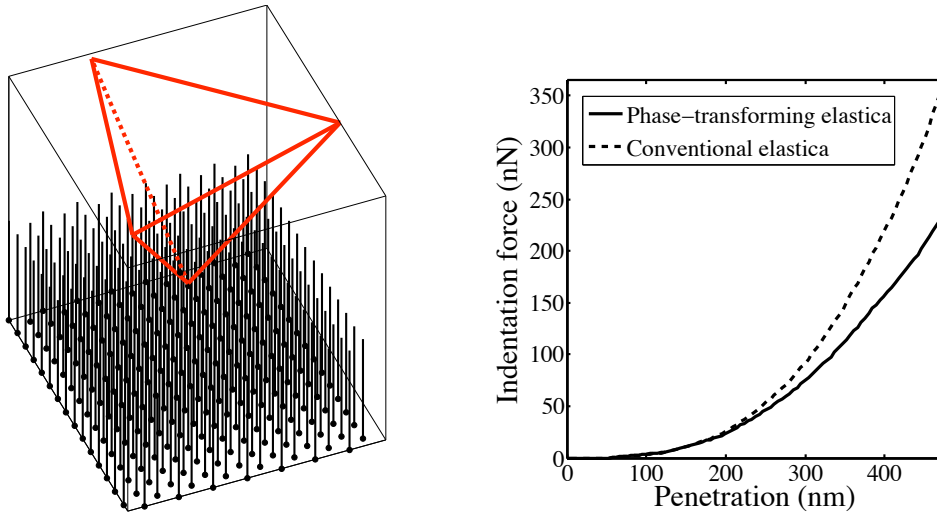 350
300
250
200
150
100
50
0
Indentation force (nN)
Phase−transforming elastica
Conventional elastica
0 100 200 300 400
Penetration (nm)